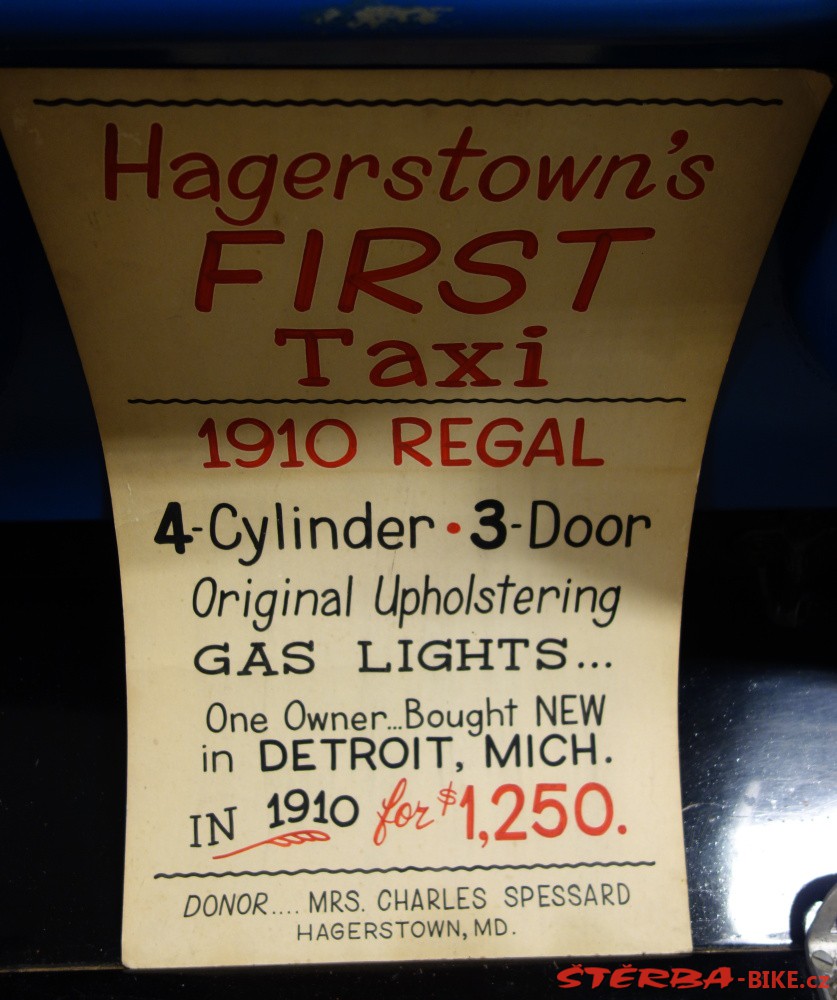 Hagerstown's
FIRST
Taxi
1910 REGAL
4-Cylinder • 3-Door
Original Upholstering
GAS LIGHTS...
One Owner...Bought NEW
in DETROIT, MICH.
IN 1910 for $1,250.
DONOR.... MRS. CHARLES SPESSARD
HAGERSTOWN, MD.
ŠTĚRBA-BIKE.cz